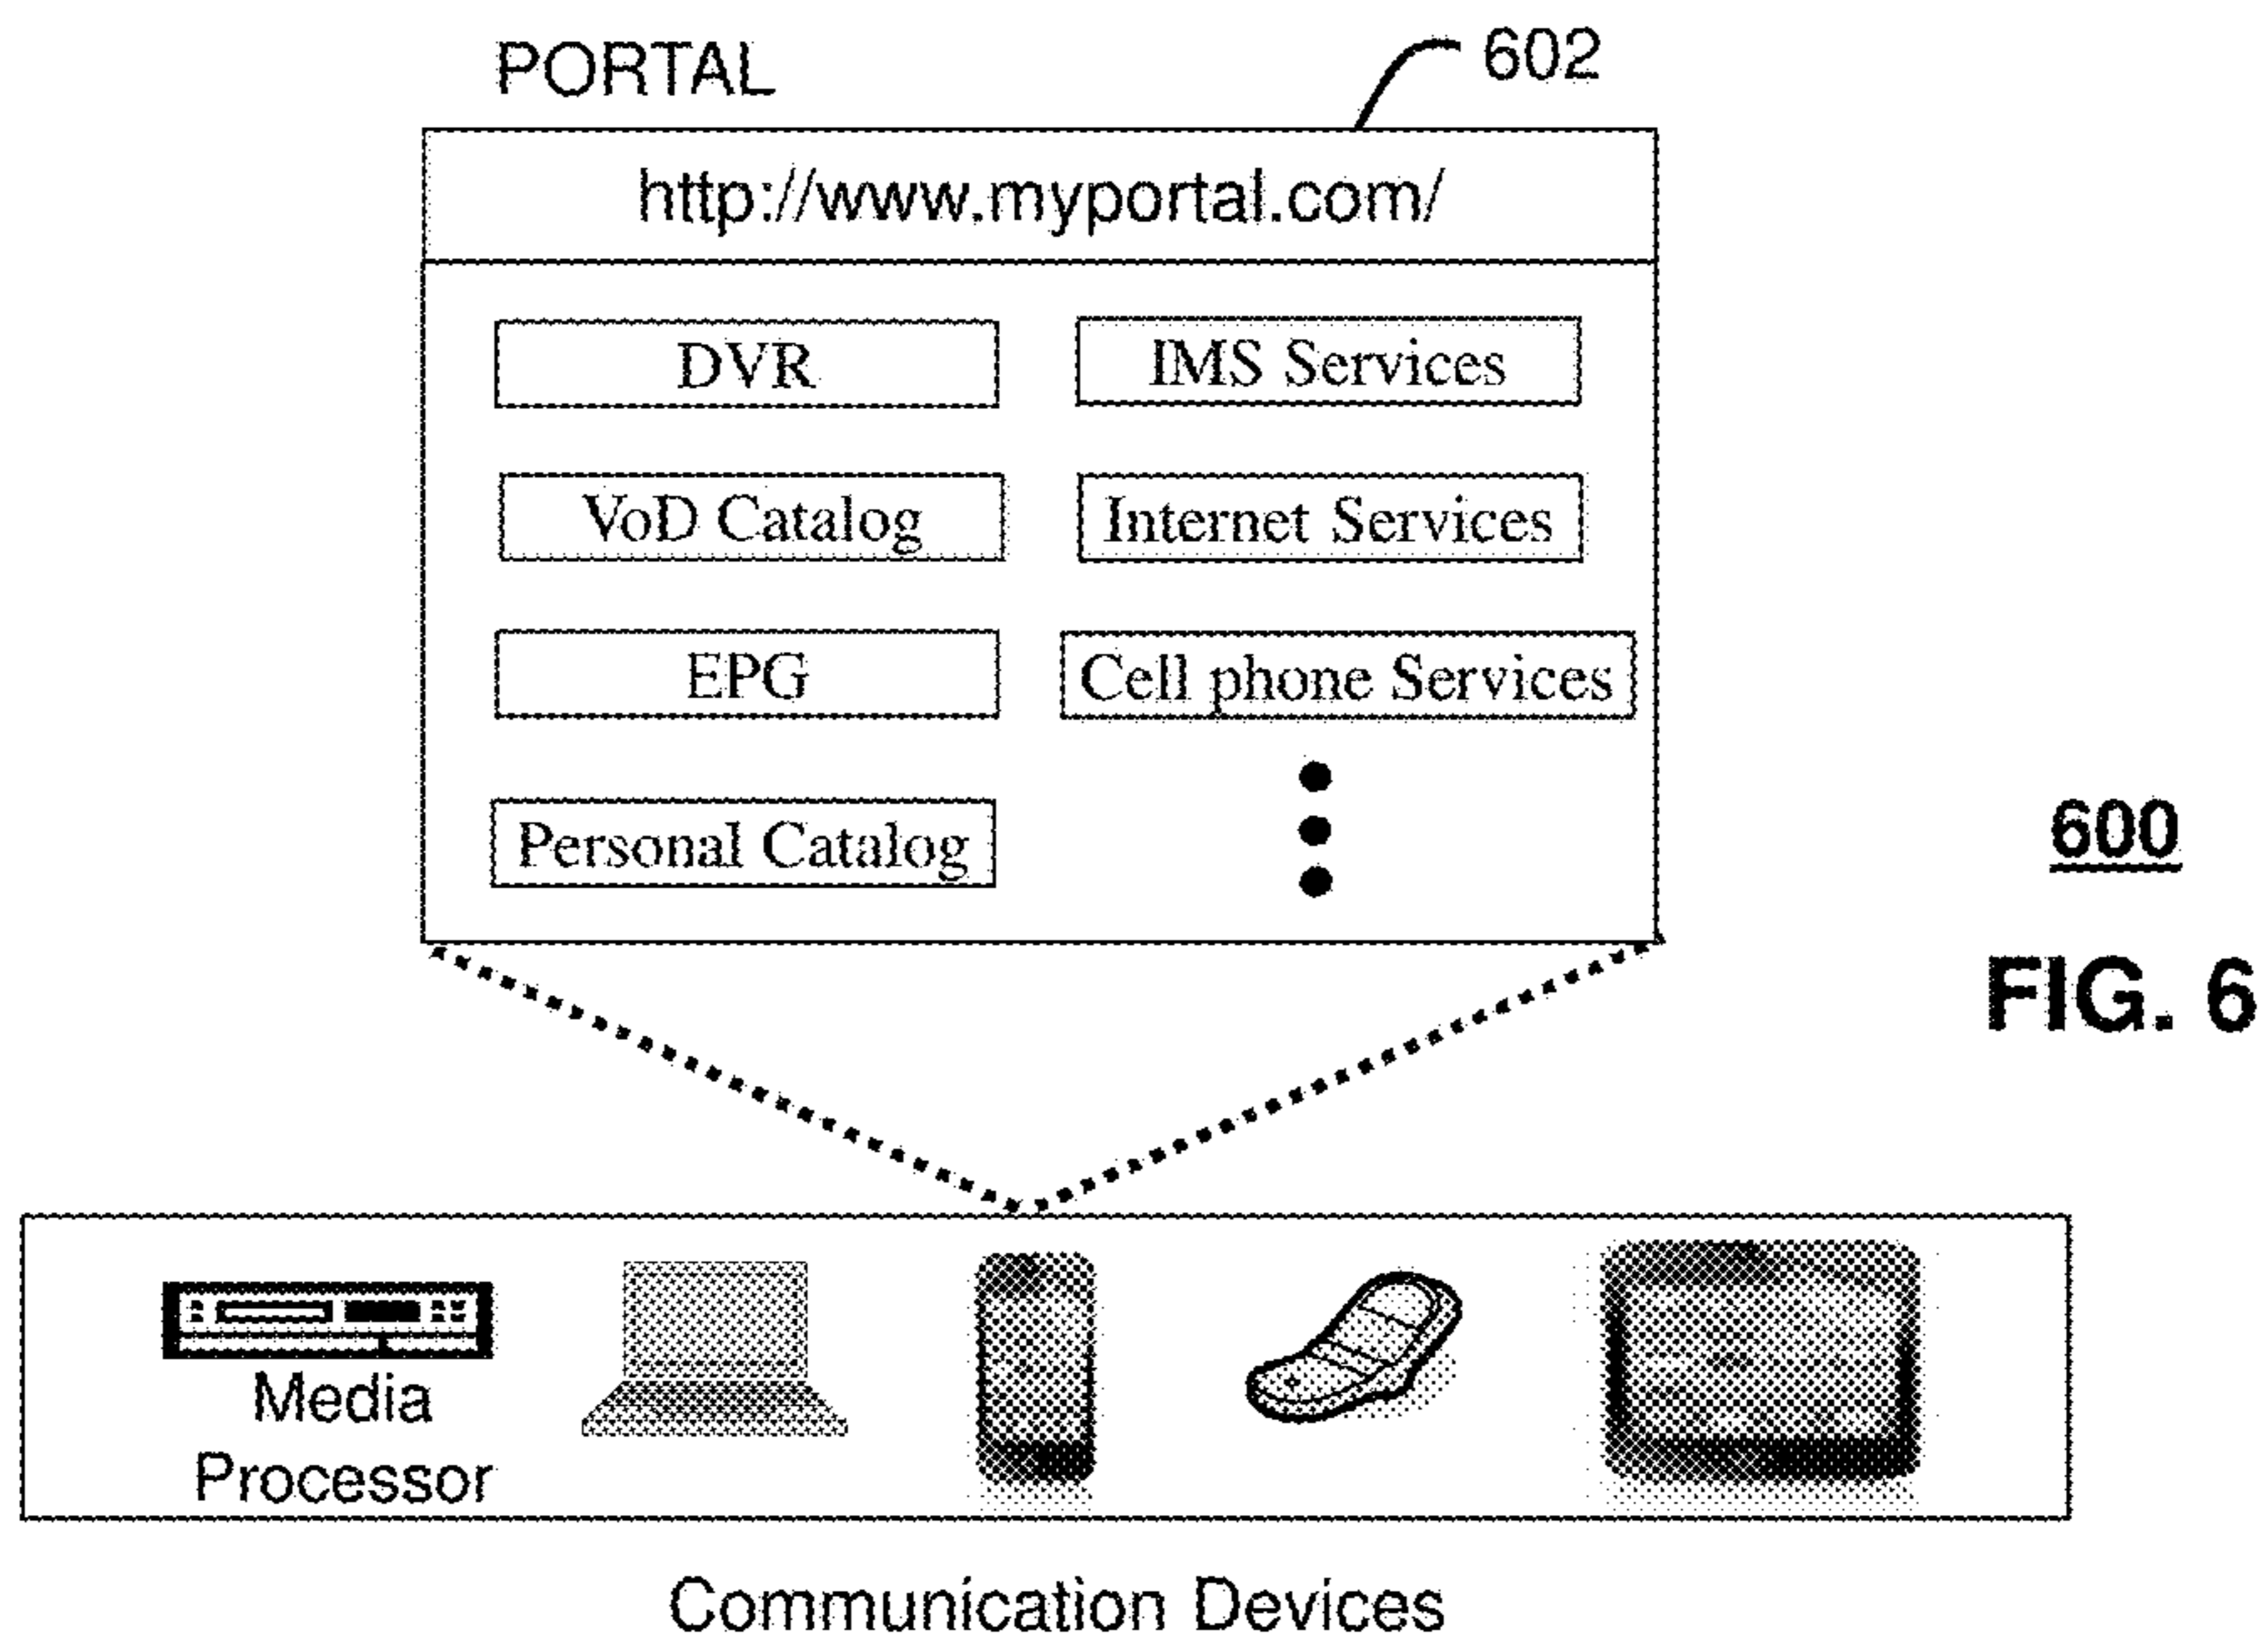 PORTAL
602
http://www.myportal.com/
DVR
IMS Services
VoD Catalog
Internet Services
EPG
Cell phone Services
Personal Catalog
600
FIG. 6
Media
Processor
Communication Devices